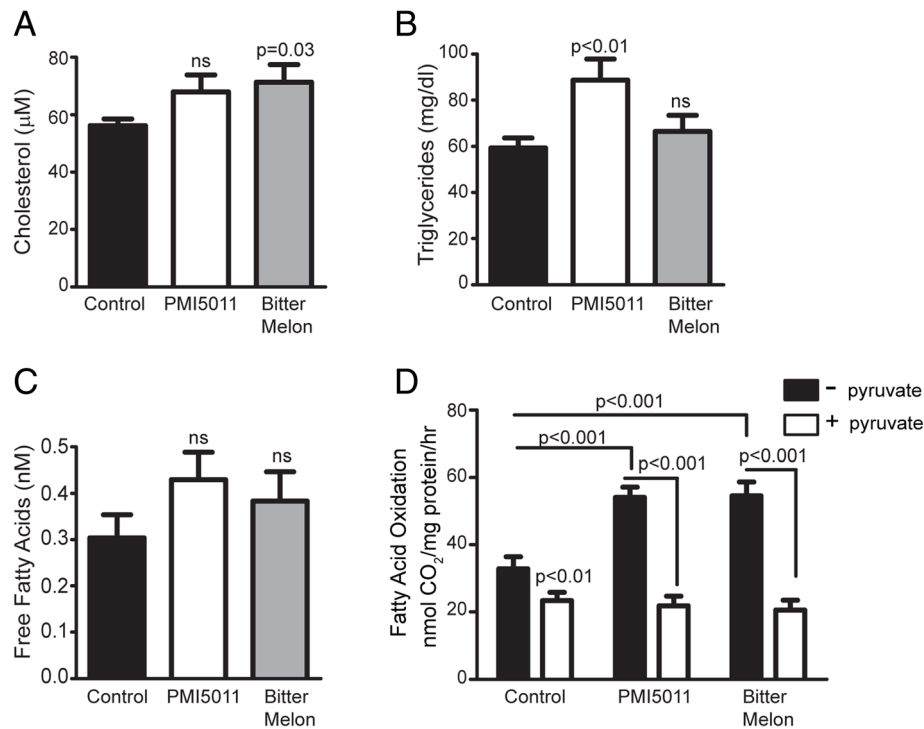 A
Cholesterol (μM)
80
60
40
20
0
ns
p=0.03
Control
PMI5011
Bitter
Melon
B
Triglycerides (mg/dl)
100
80
60
40
20
0
p<0.01
ns
Control
PMI5011
Bitter
Melon
C
Free Fatty Acids (nM)
0.5
0.4
0.3
0.2
0.1
0.0
ns
ns
Control
PMI5011
Bitter
Melon
D
- pyruvate
+ pyruvate
Fatty Acid Oxidation
nmol CO₂/mg protein/hr
80
60
40
20
0
p<0.001
p<0.001
p<0.001
p<0.001
p<0.01
Control
PMI5011
Bitter
Melon